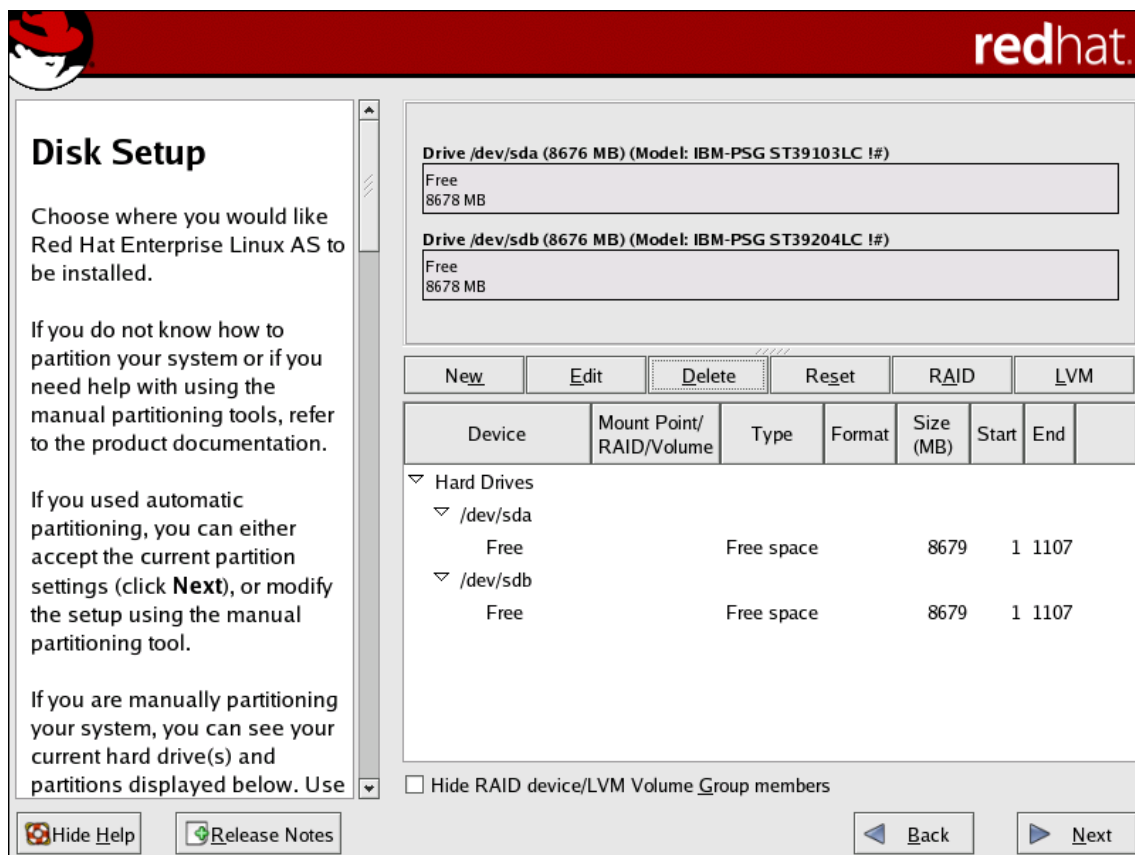 redhat.
Disk Setup
Choose where you would like
Red Hat Enterprise Linux AS to
be installed.
If you do not know how to
partition your system or if you
need help with using the
manual partitioning tools, refer
to the product documentation.
If you used automatic
partitioning, you can either
accept the current partition
settings (click Next), or modify
the setup using the manual
partitioning tool.
If you are manually partitioning
your system, you can see your
current hard drive(s) and
partitions displayed below. Use
Drive /dev/sda (8676 MB) (Model: IBM-PSG ST39103LC !#)
Free
8678 MB
Drive /dev/sdb (8676 MB) (Model: IBM-PSG ST39204LC !#)
Free
8678 MB
New Edit Delete Reset RAID LVM
Device Mount Point/ RAID/Volume Type Format Size (MB) Start End
Hard Drives
/dev/sda
Free Free space 8679 1 1107
/dev/sdb
Free Free space 8679 1 1107
Hide RAID device/LVM Volume Group members
Hide Help Release Notes Back Next